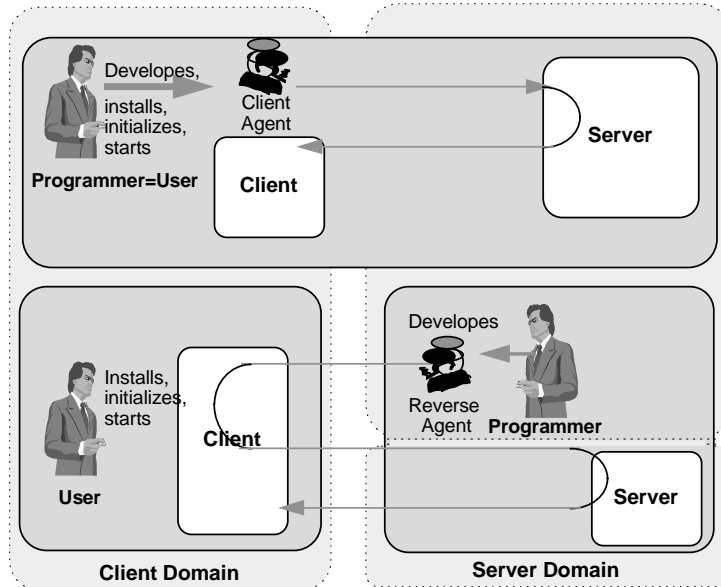 Developes,
installs,
initializes,
starts
Client
Agent
Programmer=User
Client
Server
Developes
Installs,
initializes,
starts
Reverse
Agent
Programmer
Client
User
Server
Client Domain
Server Domain